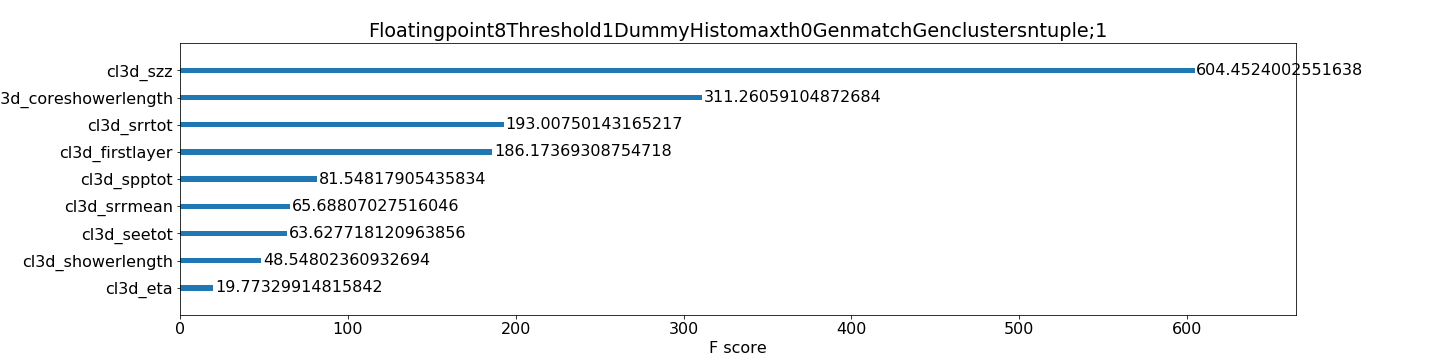 Floatingpoint8Threshold1DummyHistomaxth0GenmatchGenclustersntuple;1
cl3d_szz 604.4524002551638
3d_coreshowerlength 311.26059104872684
cl3d_srrtot 193.00750143165217
cl3d_firstlayer 186.17369308754718
cl3d_spptot 81.54817905435834
cl3d_srrmean 65.68807027516046
cl3d_seetot 63.627718120963856
cl3d_showerlength 48.54802360932694
cl3d_eta 19.77329914815842
0 100 200 300 400 500 600
F score